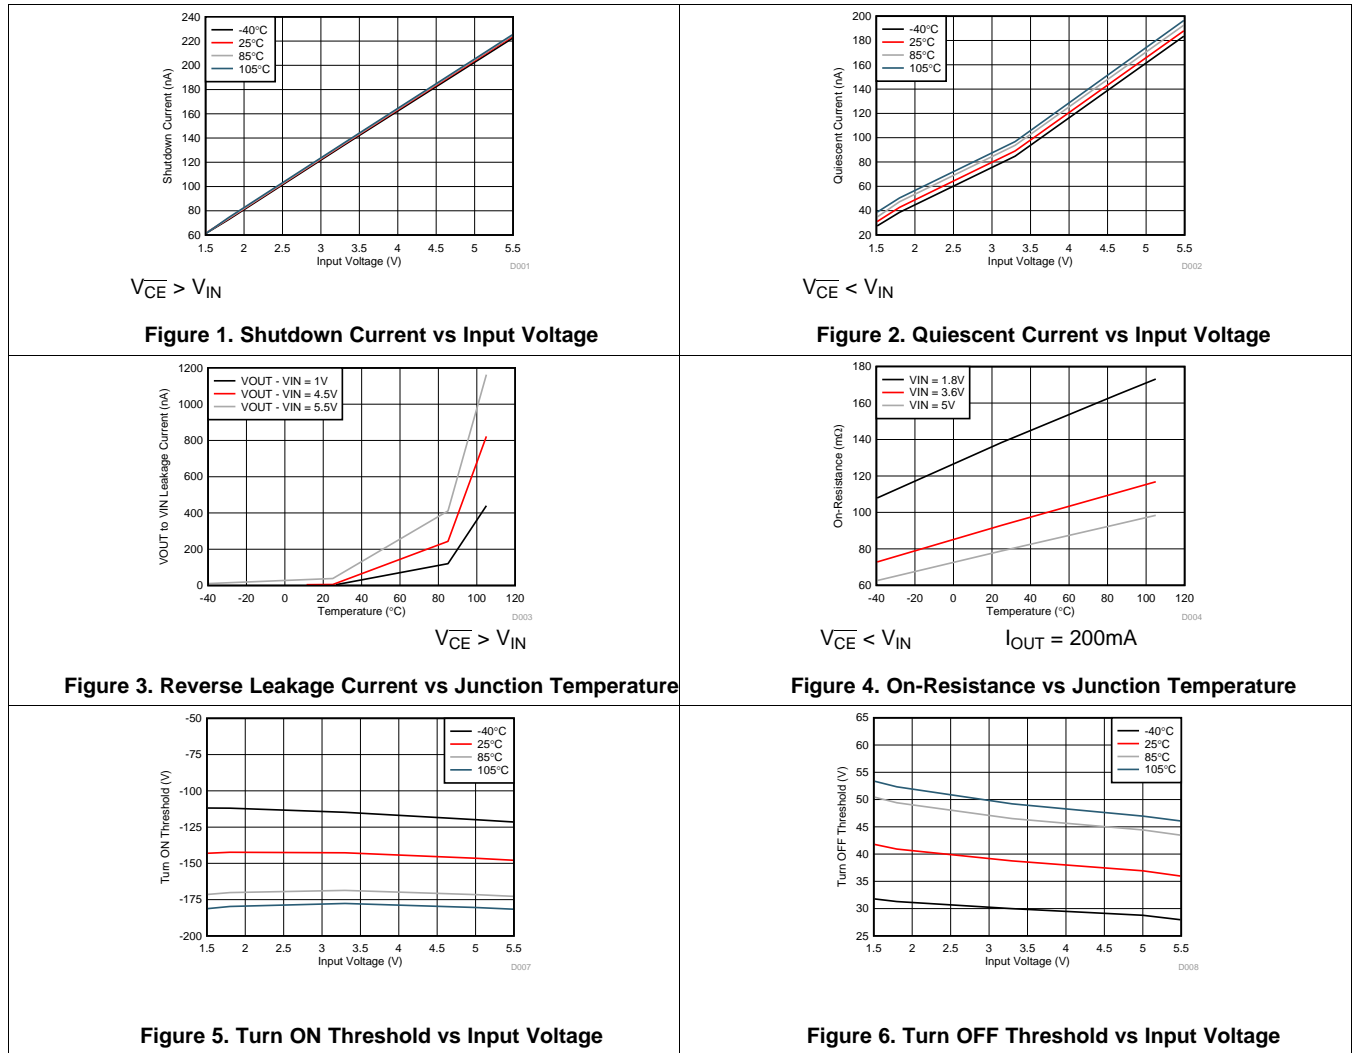 240
220
200
180
160
140
120
100
80
60
Shutdown Current (nA)
-40°C
25°C
85°C
105°C
1.5 2 2.5 3 3.5 4 4.5 5 5.5
Input Voltage (V)
D001
VCE > VIN
Figure 1. Shutdown Current vs Input Voltage
200
180
160
140
120
100
80
60
40
20
Quiescent Current (nA)
-40°C
25°C
85°C
105°C
1.5 2 2.5 3 3.5 4 4.5 5 5.5
Input Voltage (V)
D002
VCE < VIN
Figure 2. Quiescent Current vs Input Voltage
1200
1000
800
600
400
200
0
VOUT to VIN Leakage Current (nA)
VOUT - VIN = 1V
VOUT - VIN = 4.5V
VOUT - VIN = 5.5V
-40 -20 0 20 40 60 80 100 120
Temperature (°C)
D003
VCE > VIN
Figure 3. Reverse Leakage Current vs Junction Temperature
180
160
140
120
100
80
60
On-Resistance (mΩ)
VIN = 1.8V
VIN = 3.6V
VIN = 5V
-40 -20 0 20 40 60 80 100 120
Temperature (°C)
D004
VCE < VIN IOUT = 200mA
Figure 4. On-Resistance vs Junction Temperature
-50
-75
-100
-125
-150
-175
-200
Turn ON Threshold (V)
-40°C
25°C
85°C
105°C
1.5 2 2.5 3 3.5 4 4.5 5 5.5
Input Voltage (V)
D007
Figure 5. Turn ON Threshold vs Input Voltage
65
60
55
50
45
40
35
30
25
Turn OFF Threshold (V)
-40°C
25°C
85°C
105°C
1.5 2 2.5 3 3.5 4 4.5 5 5.5
Input Voltage (V)
D008
Figure 6. Turn OFF Threshold vs Input Voltage